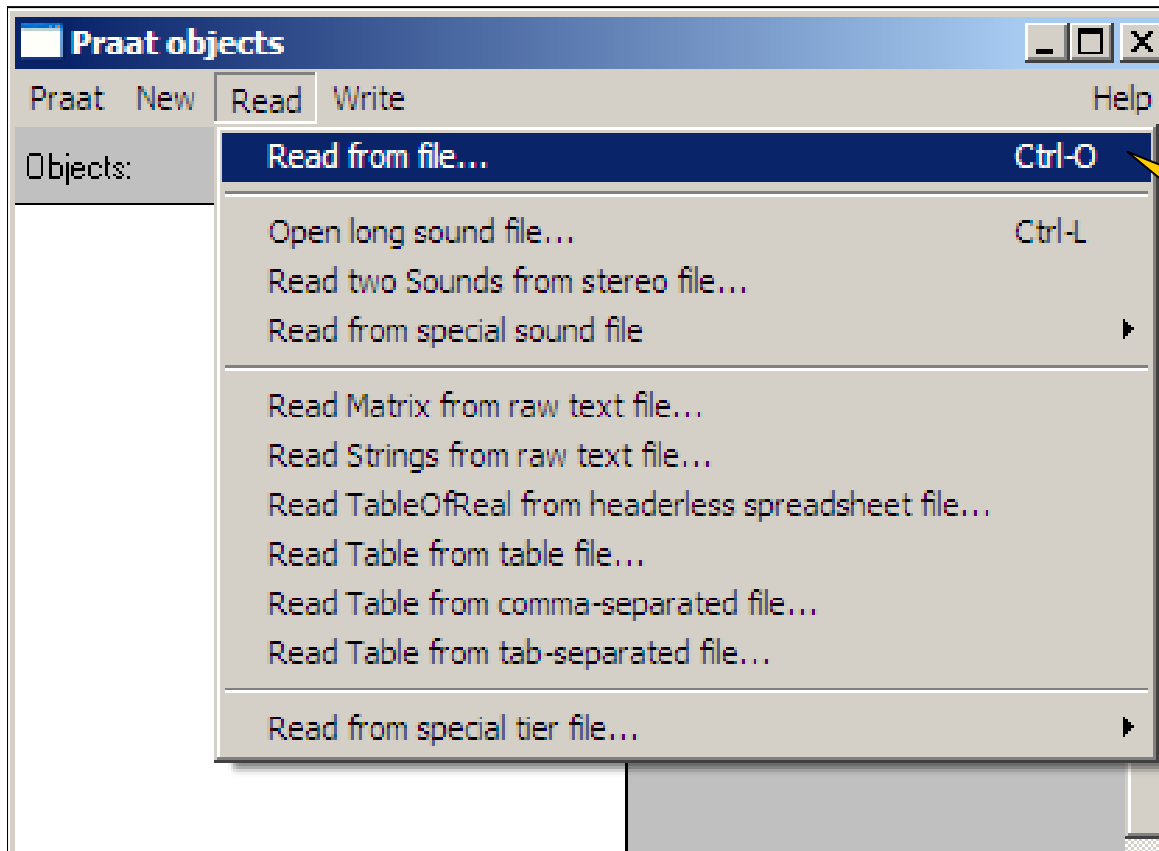 Praat objects
Praat New Read Write Help
Objects:
Read from file... Ctrl-O
Open long sound file... Ctrl-L
Read two Sounds from stereo file...
Read from special sound file
Read Matrix from raw text file...
Read Strings from raw text file...
Read TableOfReal from headerless spreadsheet file...
Read Table from table file...
Read Table from comma-separated file...
Read Table from tab-separated file...
Read from special tier file...